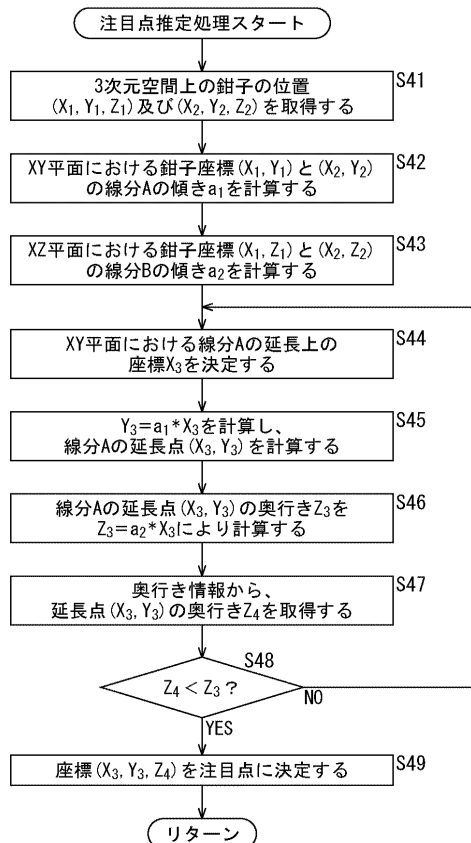 注目点推定処理スタート
3次元空間上の鉗子の位置
(X₁, Y₁, Z₁)及び(X₂, Y₂, Z₂)を取得する
S41
XY平面における鉗子座標(X₁, Y₁)と(X₂, Y₂)
の線分Aの傾きa₁を計算する
S42
XZ平面における鉗子座標(X₁, Z₁)と(X₂, Z₂)
の線分Bの傾きa₂を計算する
S43
XY平面における線分Aの延長上の
座標X₃を決定する
S44
Y₃=a₁*X₃を計算し、
線分Aの延長点(X₃, Y₃)を計算する
S45
線分Aの延長点(X₃, Y₃)の奥行きZ₃を
Z₃=a₂*X₃により計算する
S46
奥行き情報から、
延長点(X₃, Y₃)の奥行きZ₄を取得する
S47
S48
Z₄<Z₃?
NO
YES
座標(X₃, Y₃, Z₄)を注目点に決定する
S49
リターン